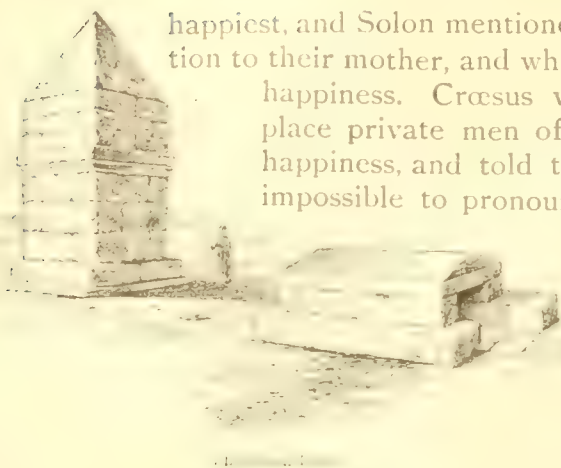 happiest, and Solon mentione
tion to their mother, and wh
happiness. Crœsus v
place private men of
happiness, and told t
impossible to pronou